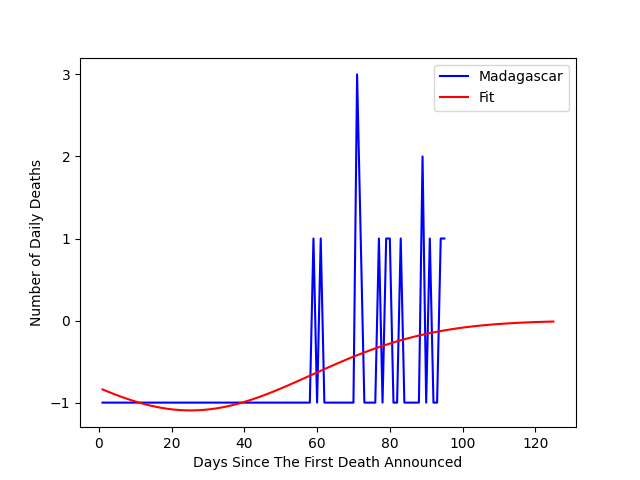 Madagascar
Fit
Number of Daily Deaths
3
2
1
0
−1
0 20 40 60 80 100 120
Days Since The First Death Announced